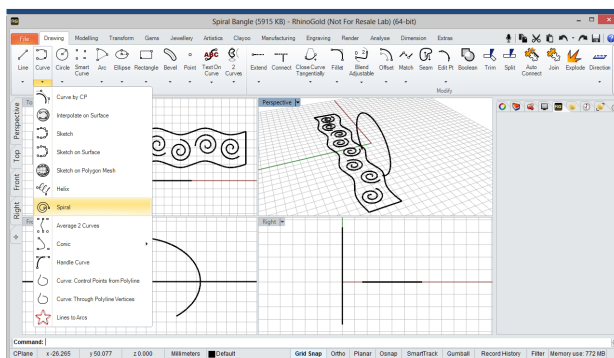 Spiral Bangle (5915 KB) - RhinoGold (Not For Resale Lab) (64-bit)
File Drawing Modelling Transform Gems Jewellery Artistics Clayoo Manufacturing Engraving Render Analyse Dimension Extras
Line Curve Circle Smart Curve Arc Ellipse Rectangle Bevel Point Text On Curve 2 Curves Extend Connect Close Curve Tangentially Fillet Blend Adjustable Offset Match Seam Edit Pt Boolean Trim Split Auto Connect Join Explode Direction
ABC
Modify
Perspective
Top
Front
Right
Perspective
Right
Curve by CP
Interpolate on Surface
Sketch
Sketch on Surface
Sketch on Polygon Mesh
Helix
Spiral
Average 2 Curves
Conic
Handle Curve
Curve: Control Points from Polyline
Curve: Through Polyline Vertices
Lines to Arcs
Command:
CPlane x -26.265 y 50.077 z 0.000 Millimeters Default Grid Snap Ortho Planar Osnap SmartTrack Gumball Record History Filter Memory use: 772 MB